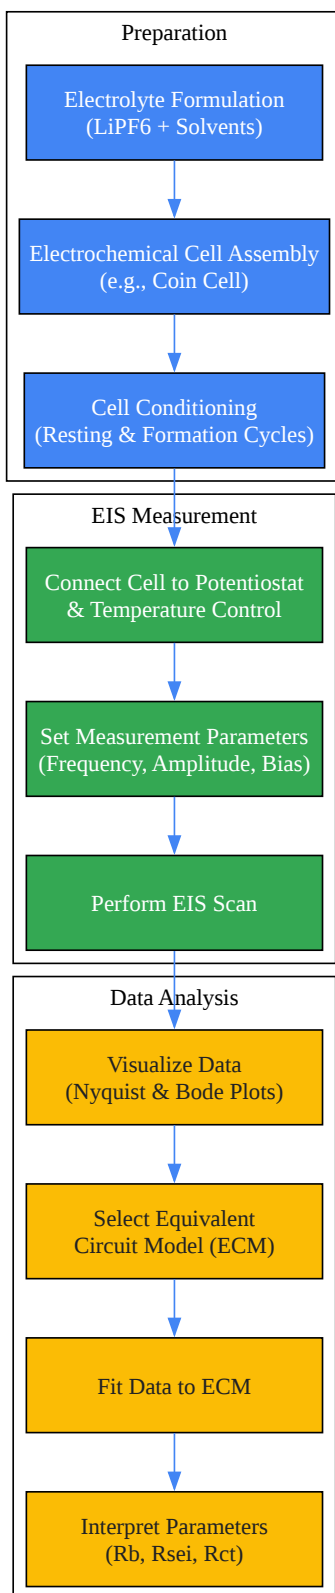 Preparation
Electrolyte Formulation
(LiPF6 + Solvents)
Electrochemical Cell Assembly
(e.g., Coin Cell)
Cell Conditioning
(Resting & Formation Cycles)
EIS Measurement
Connect Cell to Potentiostat
& Temperature Control
Set Measurement Parameters
(Frequency, Amplitude, Bias)
Perform EIS Scan
Data Analysis
Visualize Data
(Nyquist & Bode Plots)
Select Equivalent
Circuit Model (ECM)
Fit Data to ECM
Interpret Parameters
(Rb, Rsei, Rct)